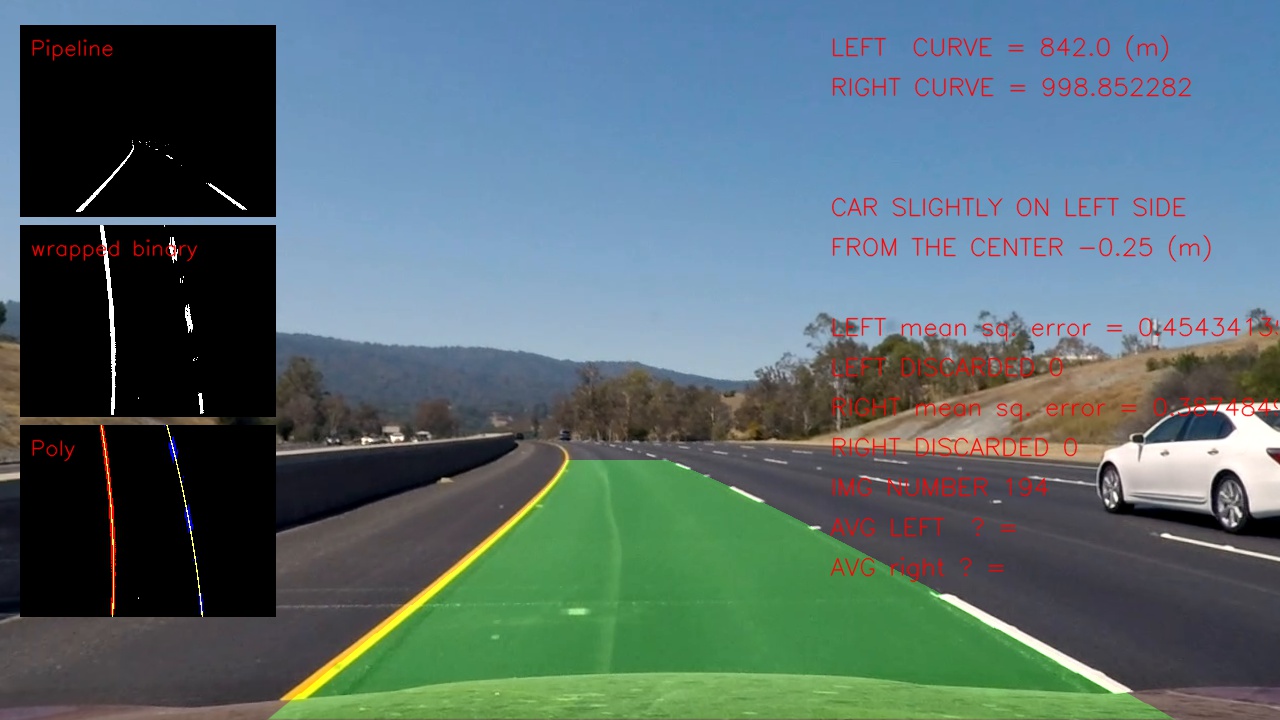 Pipeline
wrapped binary
Poly
LEFT CURVE = 842.0 (m)
RIGHT CURVE = 998.852282
CAR SLIGHTLY ON LEFT SIDE
FROM THE CENTER -0.25 (m)
LEFT mean sq. error = 0.4543413
LEFT DISCARDED 0
RIGHT mean sq. error = 0.387484
RIGHT DISCARDED 0
IMG NUMBER 194
AVG LEFT ? =
AVG right ? =